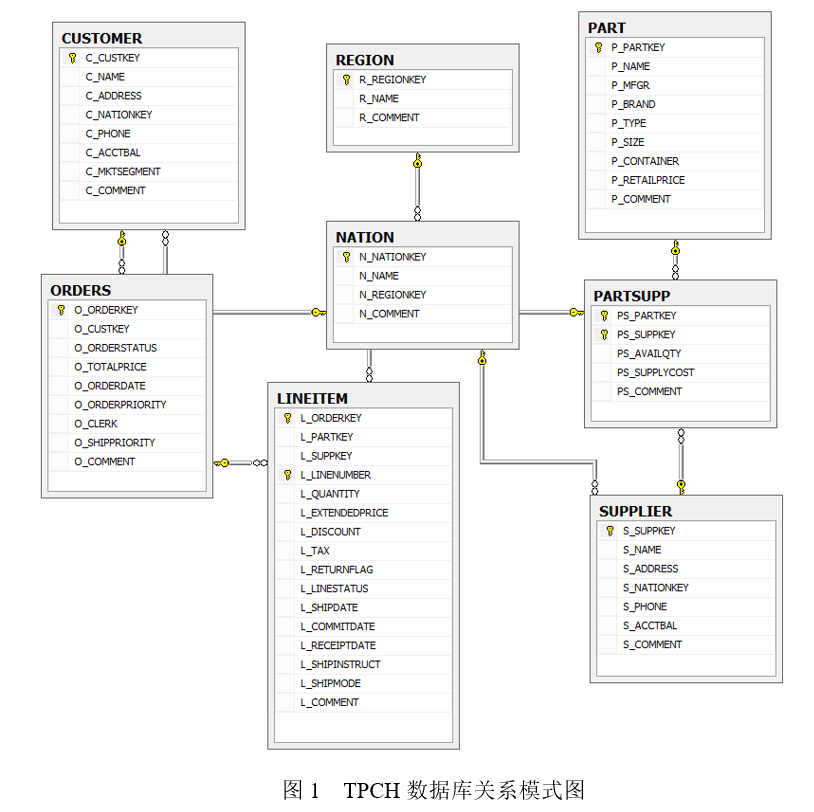 CUSTOMER
C_CUSTKEY
C_NAME
C_ADDRESS
C_NATIONKEY
C_PHONE
C_ACCTBAL
C_MKTSEGMENT
C_COMMENT
REGION
R_REGIONKEY
R_NAME
R_COMMENT
PART
P_PARTKEY
P_NAME
P_MFGR
P_BRAND
P_TYPE
P_SIZE
P_CONTAINER
P_RETAILPRICE
P_COMMENT
NATION
N_NATIONKEY
N_NAME
N_REGIONKEY
N_COMMENT
ORDERS
O_ORDERKEY
O_CUSTKEY
O_ORDERSTATUS
O_TOTALPRICE
O_ORDERDATE
O_ORDERPRIORITY
O_CLERK
O_SHIPPRIORITY
O_COMMENT
PARTSUPP
PS_PARTKEY
PS_SUPPKEY
PS_AVAILQTY
PS_SUPPLYCOST
PS_COMMENT
LINEITEM
L_ORDERKEY
L_PARTKEY
L_SUPPKEY
L_LINENUMBER
L_QUANTITY
L_EXTENDEDPRICE
L_DISCOUNT
L_TAX
L_RETURNFLAG
L_LINESTATUS
L_SHIPDATE
L_COMMITDATE
L_RECEIPTDATE
L_SHIPINSTRUCT
L_SHIPMODE
L_COMMENT
SUPPLIER
S_SUPPKEY
S_NAME
S_ADDRESS
S_NATIONKEY
S_PHONE
S_ACCTBAL
S_COMMENT
图 1 TPCH 数据库关系模式图